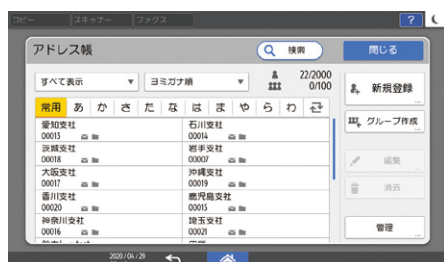 コピー スキャナー ファクス
?
アドレス帳 検索 閉じる
すべて表示 ▼ ヨミガナ順 ▼ 22/2000
0/100
新規登録
常用 あ か さ た な は ま や ら わ
グループ作成
愛知支社 石川支社
00013 00014
茨城支社 岩手支社
00018 00007
編集
大阪支社 沖縄支社
00017 00019
消去
香川支社 鹿児島支社
00020 00015
神奈川支社 埼玉支社
00016 00021
管理
2020/04/29